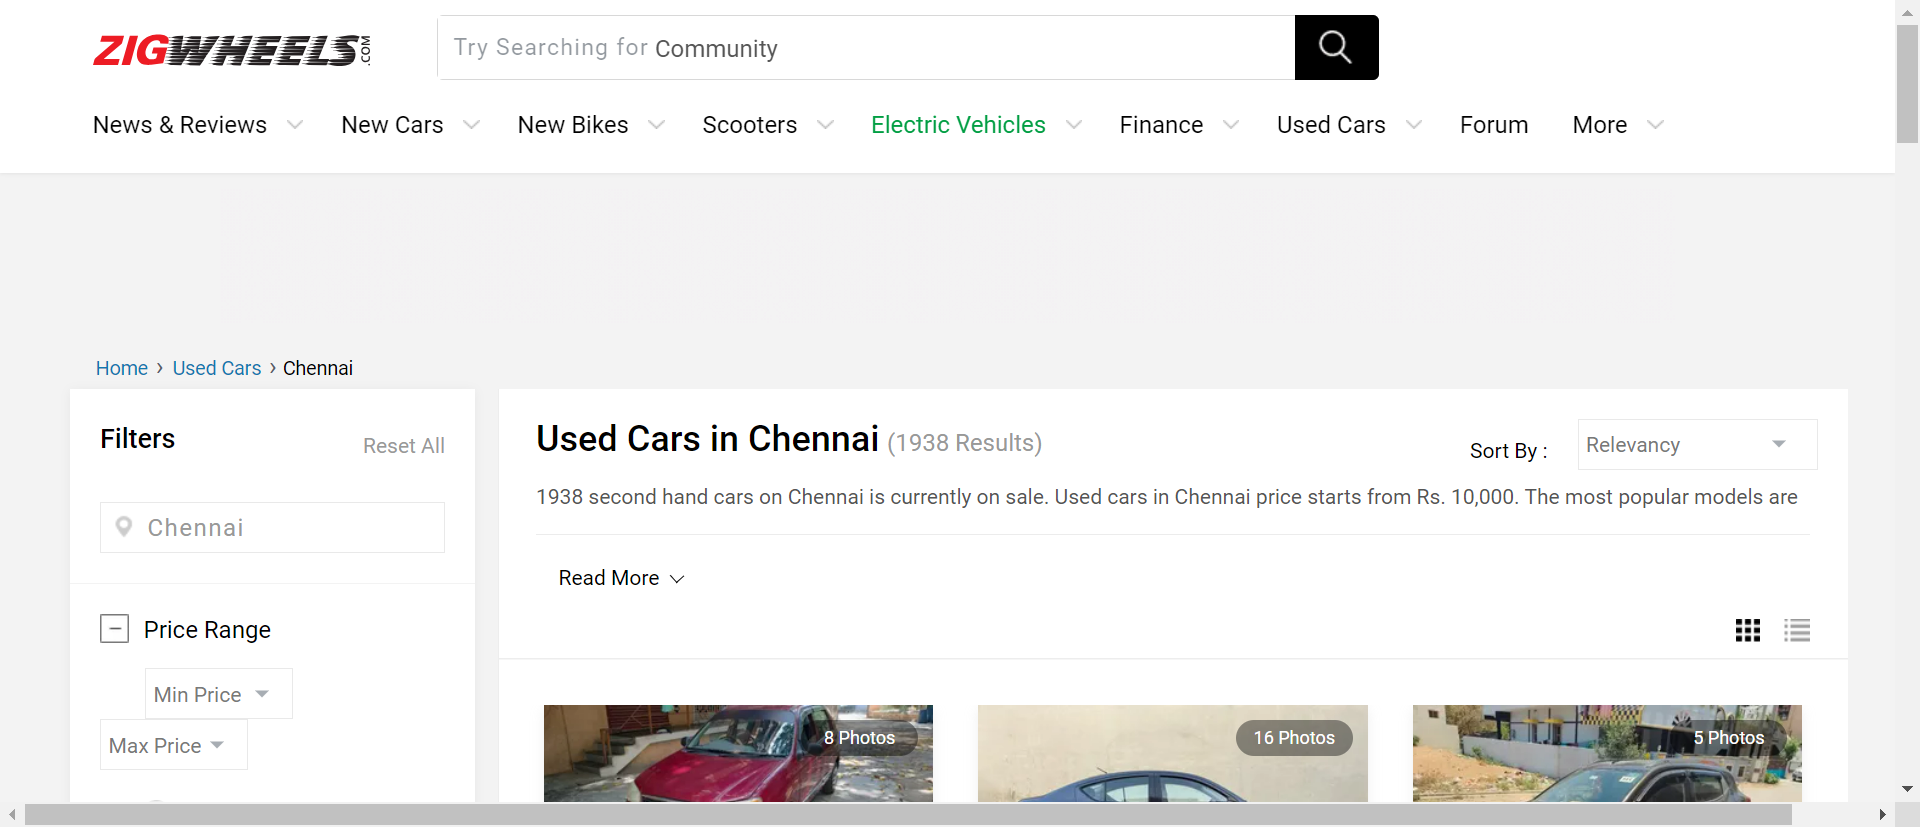 ZIGWHEELS.COM
Try Searching for Community
News & Reviews New Cars New Bikes Scooters Electric Vehicles Finance Used Cars Forum More
Home › Used Cars › Chennai
Filters
Reset All
Chennai
Price Range
Min Price
Max Price
Used Cars in Chennai (1938 Results)
Sort By : Relevancy
1938 second hand cars on Chennai is currently on sale. Used cars in Chennai price starts from Rs. 10,000. The most popular models are
Read More
8 Photos
16 Photos
5 Photos